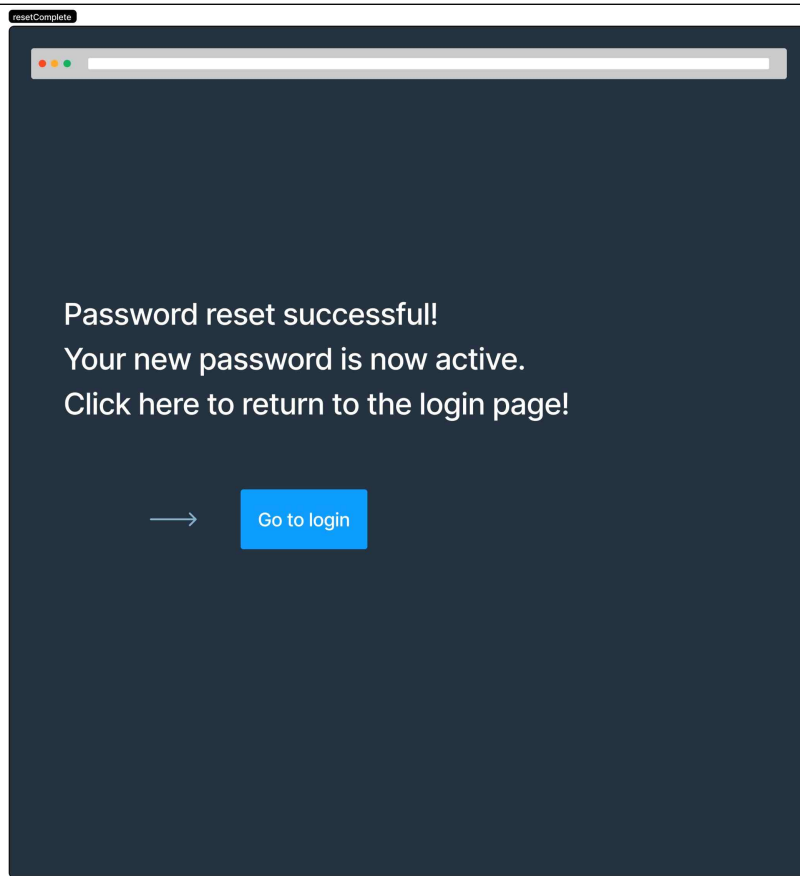 resetComplete
Password reset successful!
Your new password is now active.
Click here to return to the login page!
Go to login